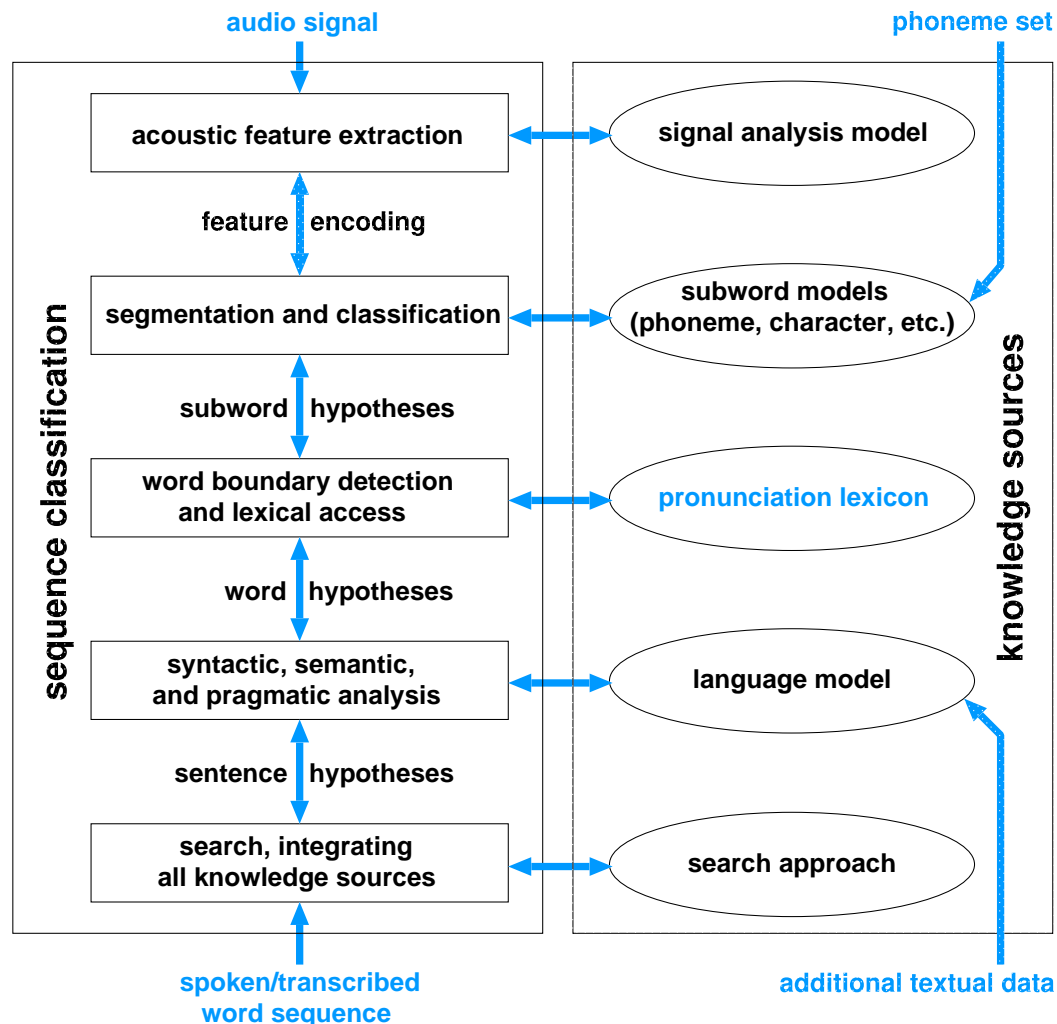 audio signal
phoneme set
acoustic feature extraction
signal analysis model
feature encoding
segmentation and classification
subword models
(phoneme, character, etc.)
subword hypotheses
sequence classification
knowledge sources
word boundary detection
and lexical access
pronunciation lexicon
word hypotheses
syntactic, semantic,
and pragmatic analysis
language model
sentence hypotheses
search, integrating
all knowledge sources
search approach
spoken/transcribed
word sequence
additional textual data